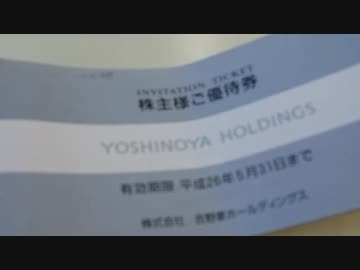 INVITATION TICKET
株主様ご優待券
YOSHINOYA HOLDINGS
有効期限 平成26年5月31日まで
株式会社 吉野家ホールディングス